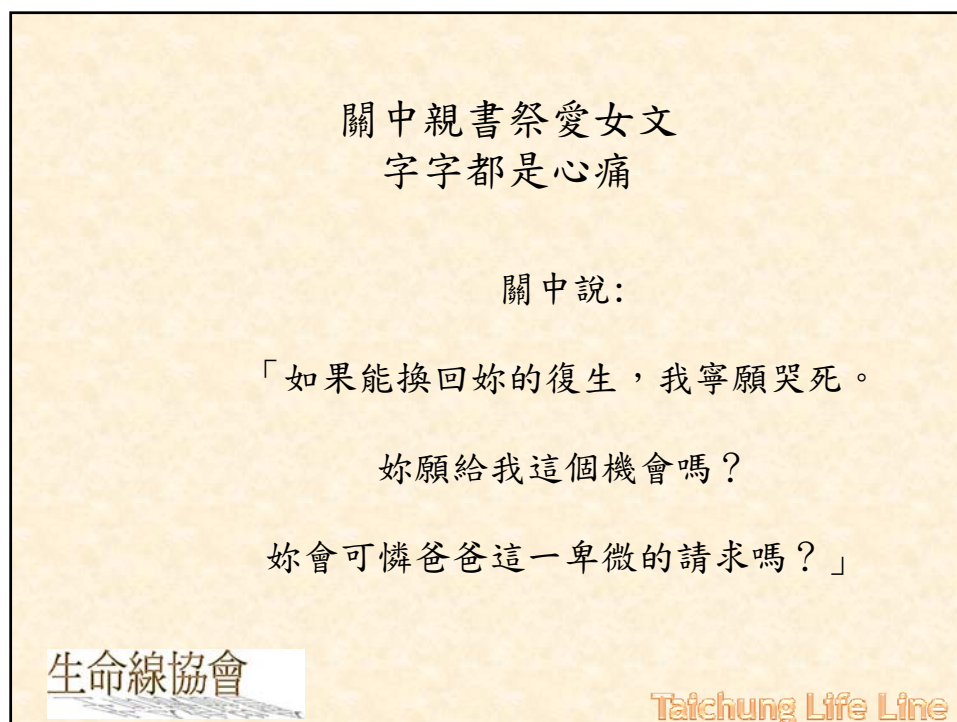 關中親書祭愛女文
字字都是心痛
關中說:
「如果能換回妳的復生，我寧願哭死。
妳願給我這個機會嗎？
妳會可憐爸爸這一卑微的請求嗎？」
生命線協會
Taichung Life Line